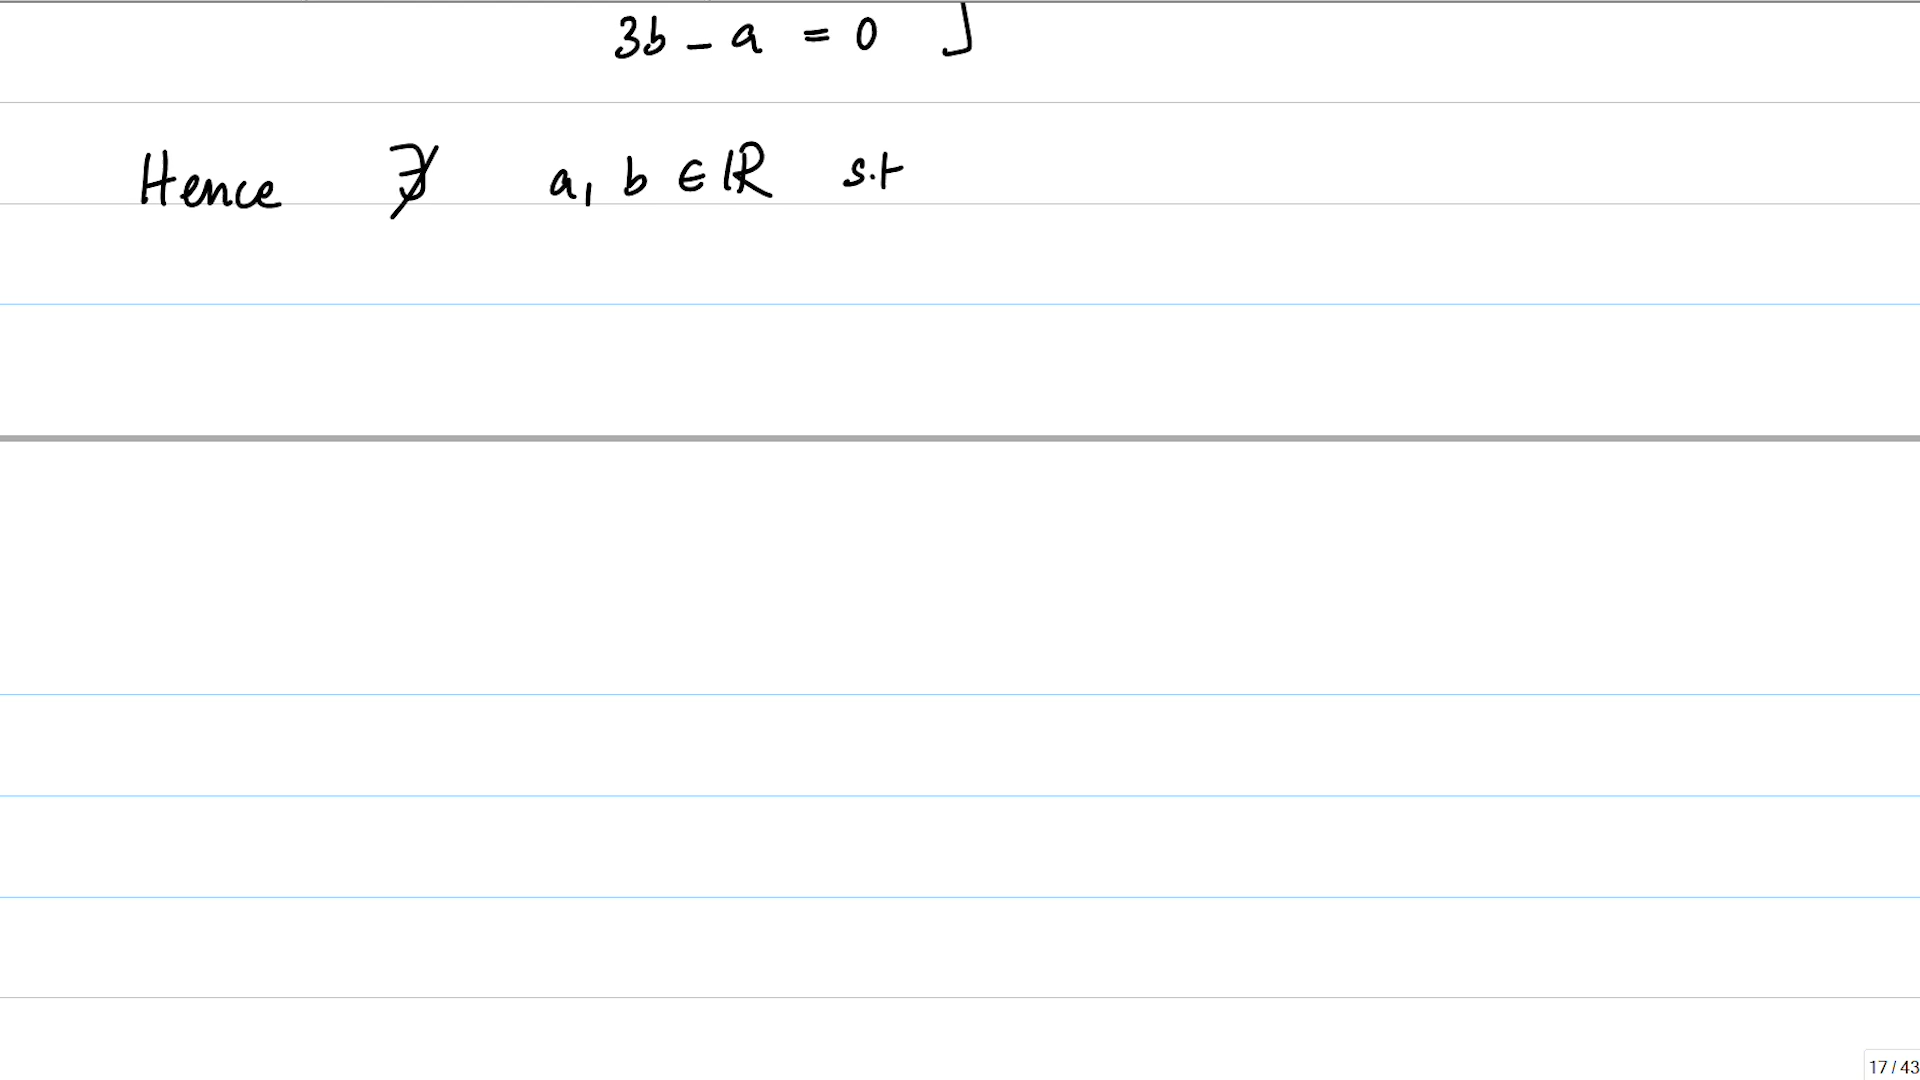 3b - a = 0 ]
Hence ∄ a, b ∈ ℝ s.t
17 / 43